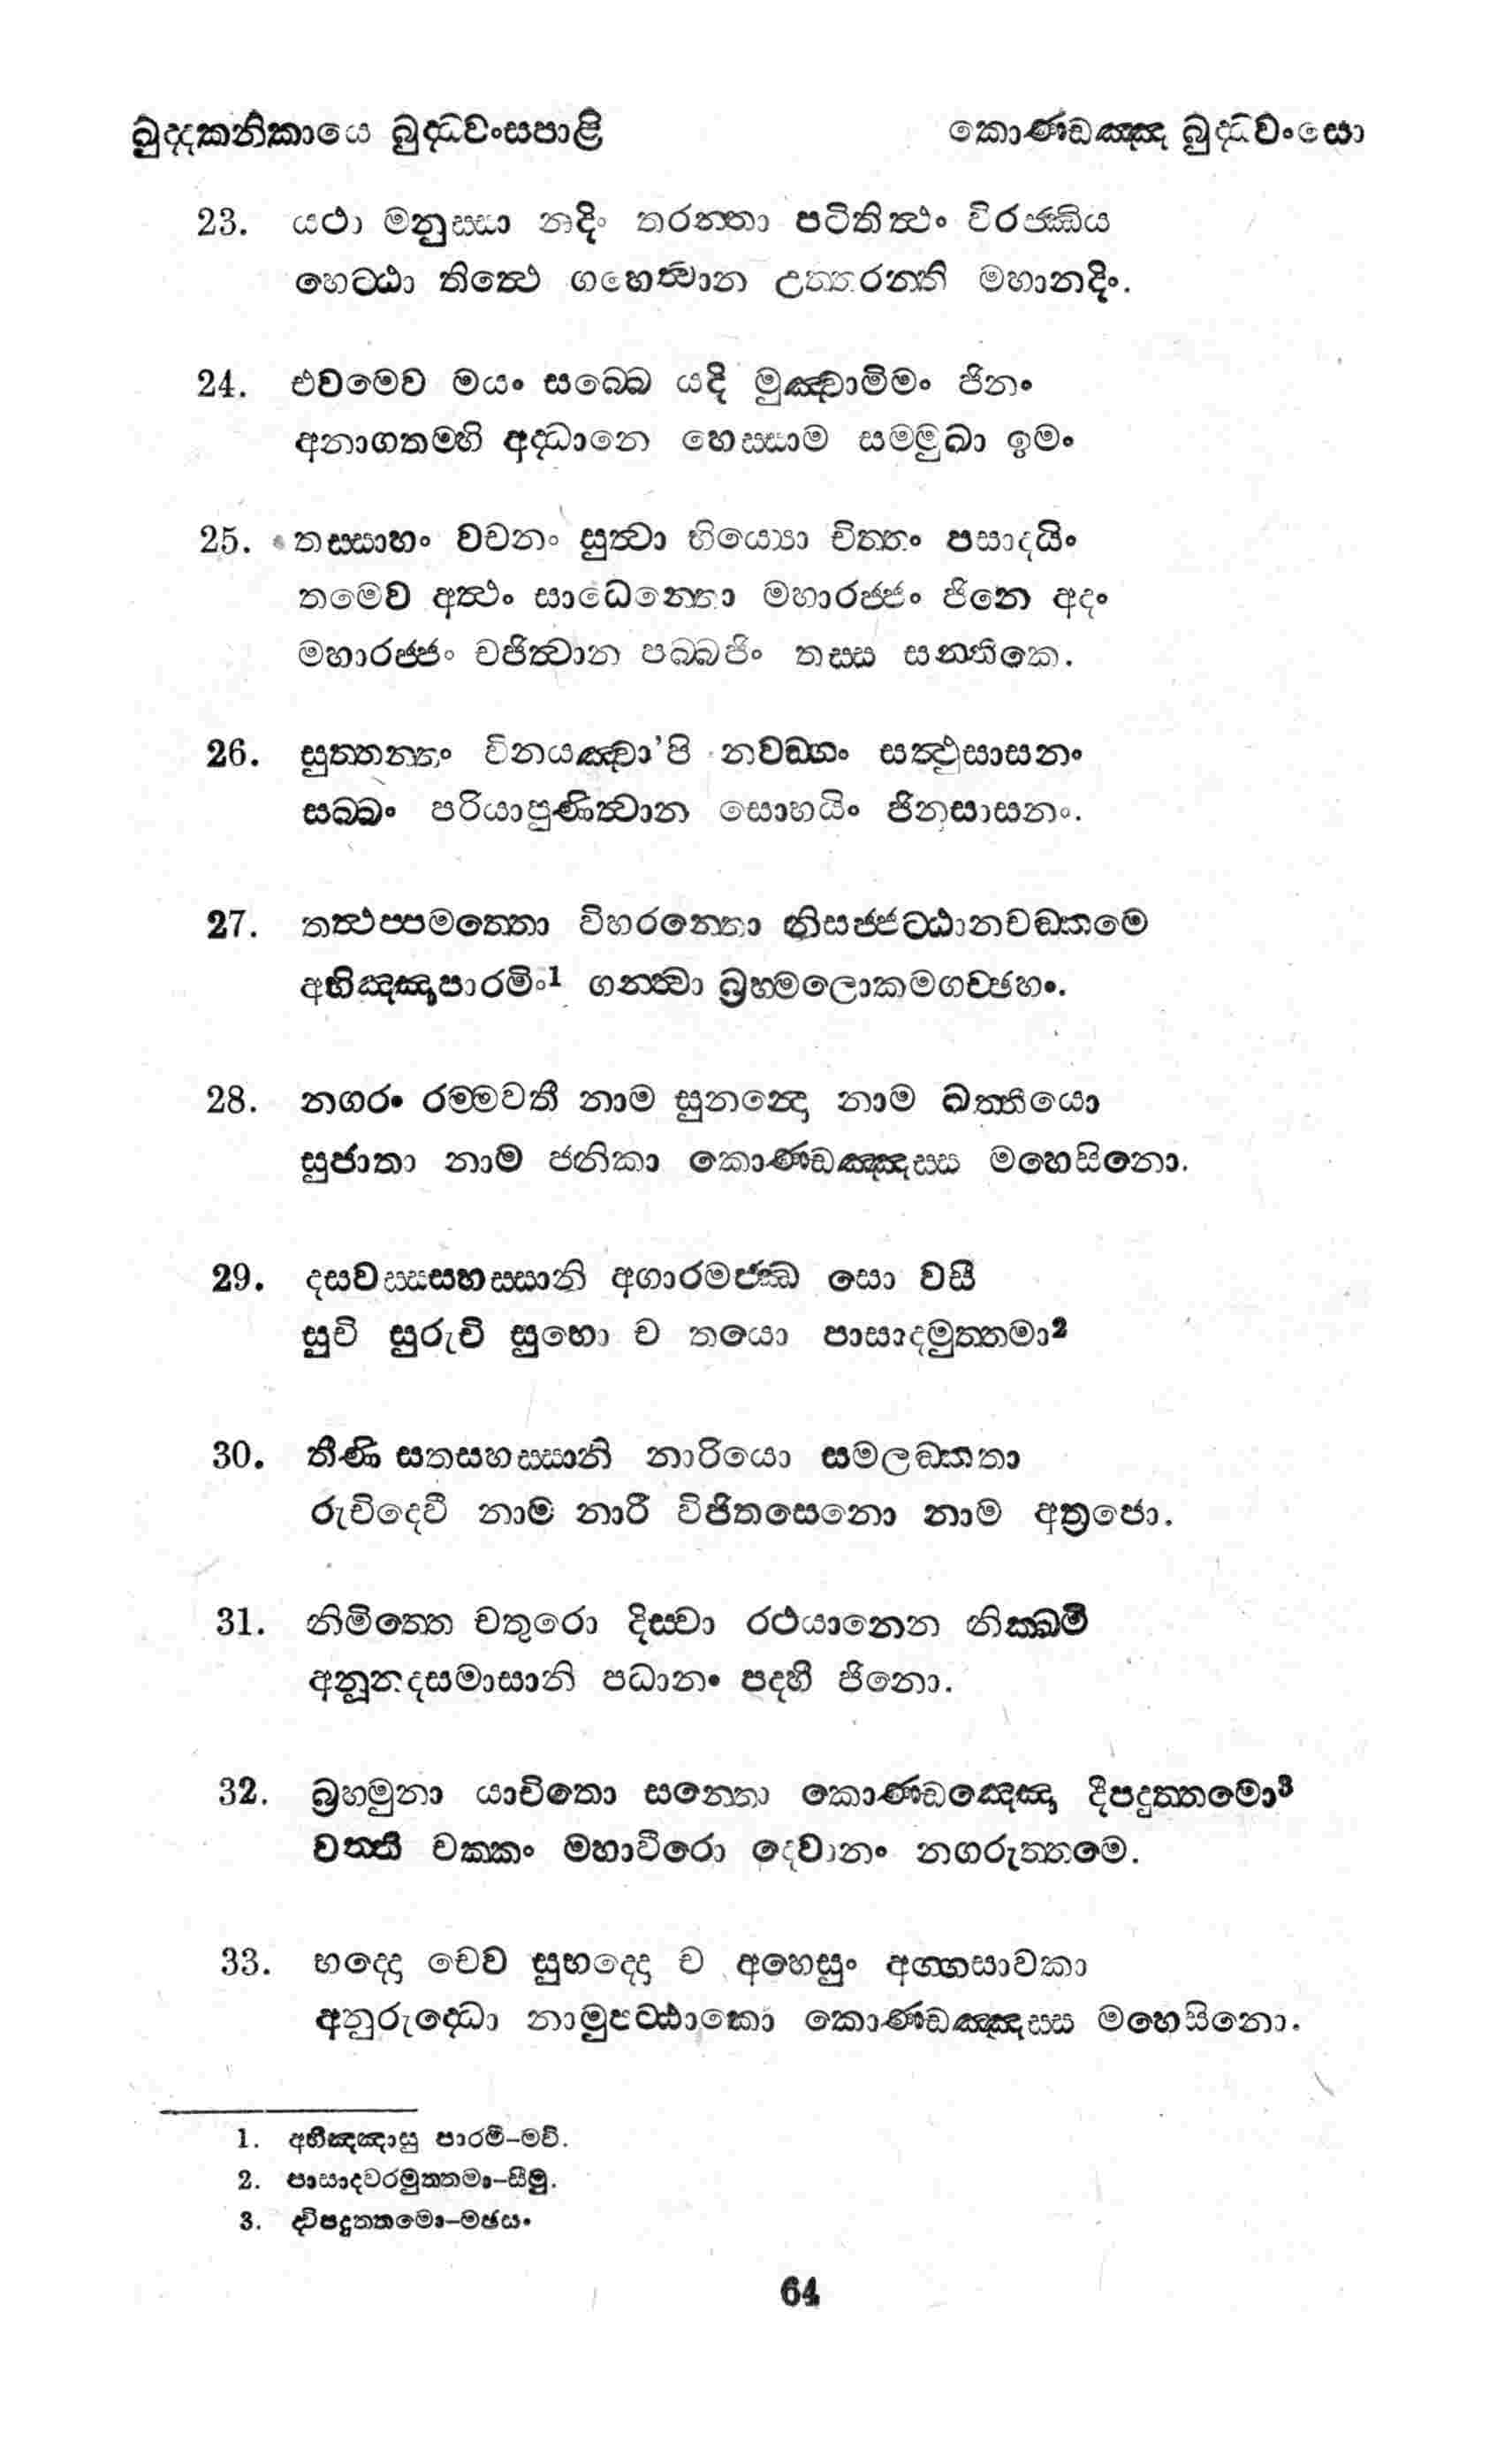 ඛුද්දකනිකායෙ බුද්ධවංසපාළි කොණ්ඩඤ්ඤ බුද්ධවංසො
23. යථා මනුස්සා නදිං තරන්තා පටිතිත්ථං විරජ්ඣිය
හෙට්ඨා තිත්ථෙ ගහෙත්වාන උත්තරන්ති මහානදිං.
24. එවමෙව මයං සබ්බෙ යදි මුඤ්චාමිමං ජිනං
අනාගතම්හි අද්ධානෙ හෙස්සාම සම්මුඛා ඉමං
25. තස්සාහං වචනං සුත්වා භිය්යො චිත්තං පසාදයිං
තමෙව අත්ථං සාධෙන්තො මහාරජ්ජං ජිනෙ අදං
මහාරජ්ජං චජිත්වාන පබ්බජිං තස්ස සන්තිකෙ.
26. සුත්තන්තං විනයඤ්චා'පි නවඞ්ගං සත්ථුසාසනං
සබ්බං පරියාපුණිත්වාන සොභයිං ජිනසාසනං.
27. තත්ථප්පමත්තො විහරන්තො නිසජ්ජට්ඨානචඞ්කමෙ
අභිඤ්ඤාපාරමිං1 ගන්ත්වා බ්‍රහ්මලොකමගච්ඡහං.
28. නගරං රම්මවතී නාම සුනන්දො නාම ඛත්තියො
සුජාතා නාම ජනිකා කොණ්ඩඤ්ඤස්ස මහෙසිනො.
29. දසවස්සසහස්සානි අගාරමජ්ඣෙ සො වසී
සුචි සුරුචි සුභො ච තයො පාසාදමුත්තමා2
30. තීණි සතසහස්සානි නාරියො සමලඞ්කතා
රුචිදෙවී නාම නාරී විජිතසෙනො නාම අත්‍රජො.
31. නිමිත්තෙ චතුරො දිස්වා රථයානෙන නික්ඛමි
අනූනදසමාසානි පධානං පදහී ජිනො.
32. බ්‍රහ්මුනා යාචිතො සන්තො කොණ්ඩඤ්ඤො දීපදුත්තමො3
වත්තී චක්කං මහාවීරො දෙවානං නගරුත්තමෙ.
33. භද්දො චෙව සුභද්දො ච අහෙසුං අග්ගසාවකා
අනුරුද්ධො නාමුපට්ඨාකො කොණ්ඩඤ්ඤස්ස මහෙසිනො.
1. අභිඤ්ඤාසු පාරමි-මවි.
2. පාසාදවරමුත්තමා-සීමු.
3. ද්විපදුත්තමො-මඡසං
64